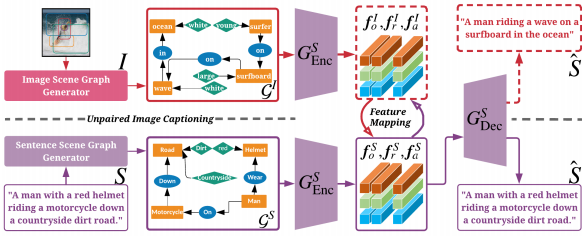 I
Image Scene Graph
Generator
ocean
white
young
surfer
in
on
on
large
surfboard
wave
white
G^I
G^S_Enc
f^I_o, f^I_r, f^I_a
"A man riding a wave on a
surfboard in the ocean"
Ŝ
Unpaired Image Captioning
Feature
Mapping
G^S_Dec
Sentence Scene Graph
Generator
S
"A man with a red helmet
riding a motorcycle down
a countryside dirt road."
Road
Dirt
red
Helmet
Countryside
Down
Wear
Motorcycle
On
Man
G^S
G^S_Enc
f^S_o, f^S_r, f^S_a
Ŝ
"A man with a red helmet
riding a motorcycle down
a countryside dirt road."